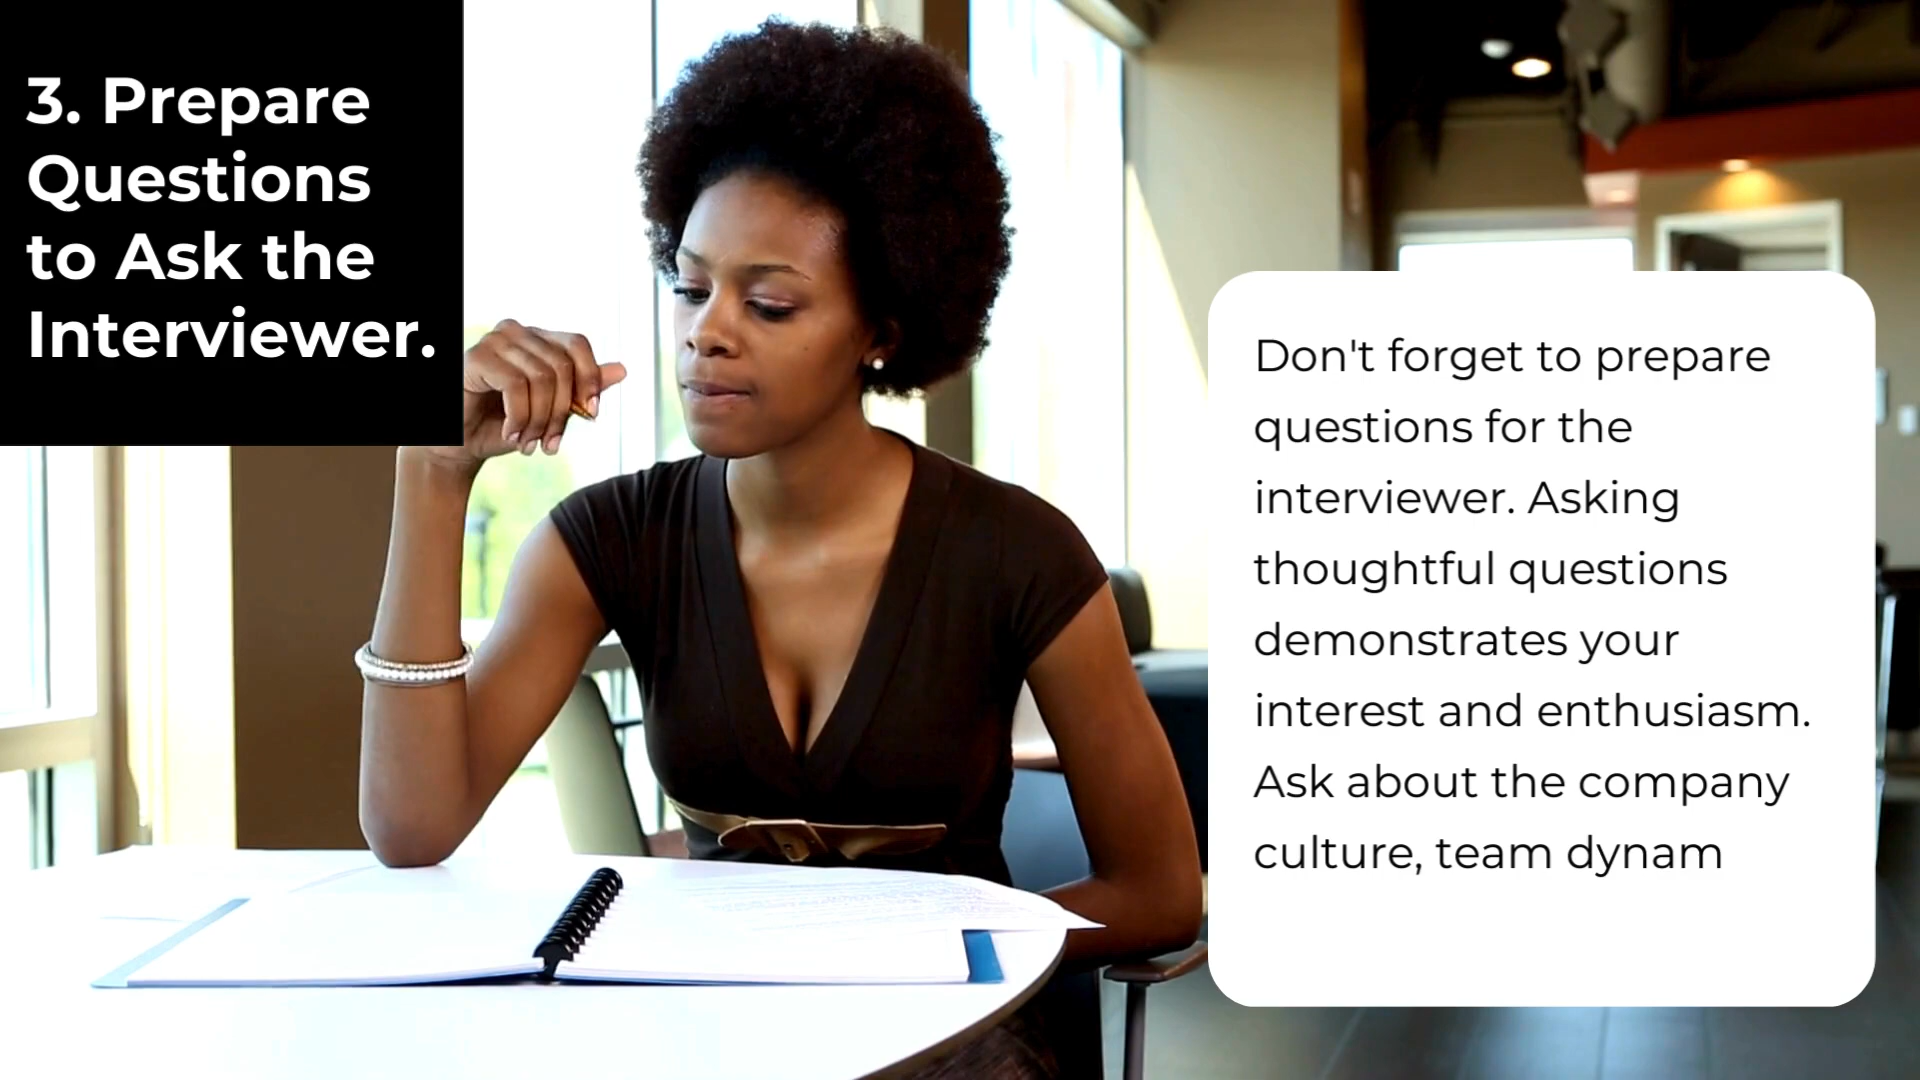 3. Prepare
Questions
to Ask the
Interviewer.
Don't forget to prepare
questions for the
interviewer. Asking
thoughtful questions
demonstrates your
interest and enthusiasm.
Ask about the company
culture, team dynam